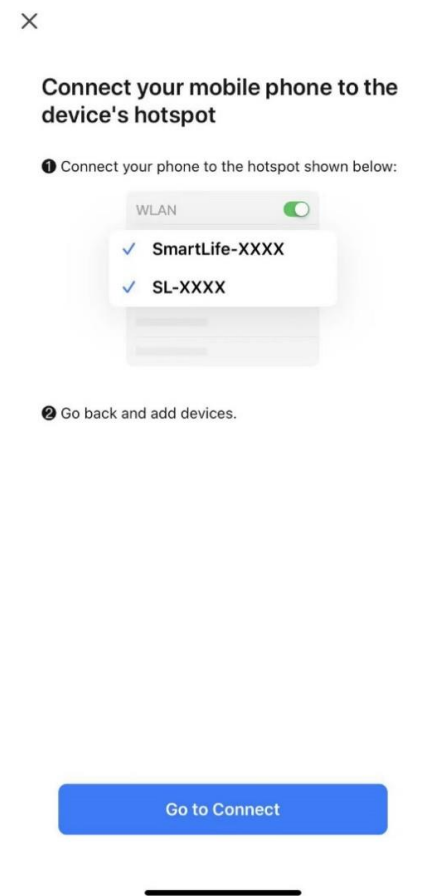 Connect your mobile phone to the
device's hotspot
❶ Connect your phone to the hotspot shown below:
WLAN
SmartLife-XXXX
SL-XXXX
❷ Go back and add devices.
Go to Connect